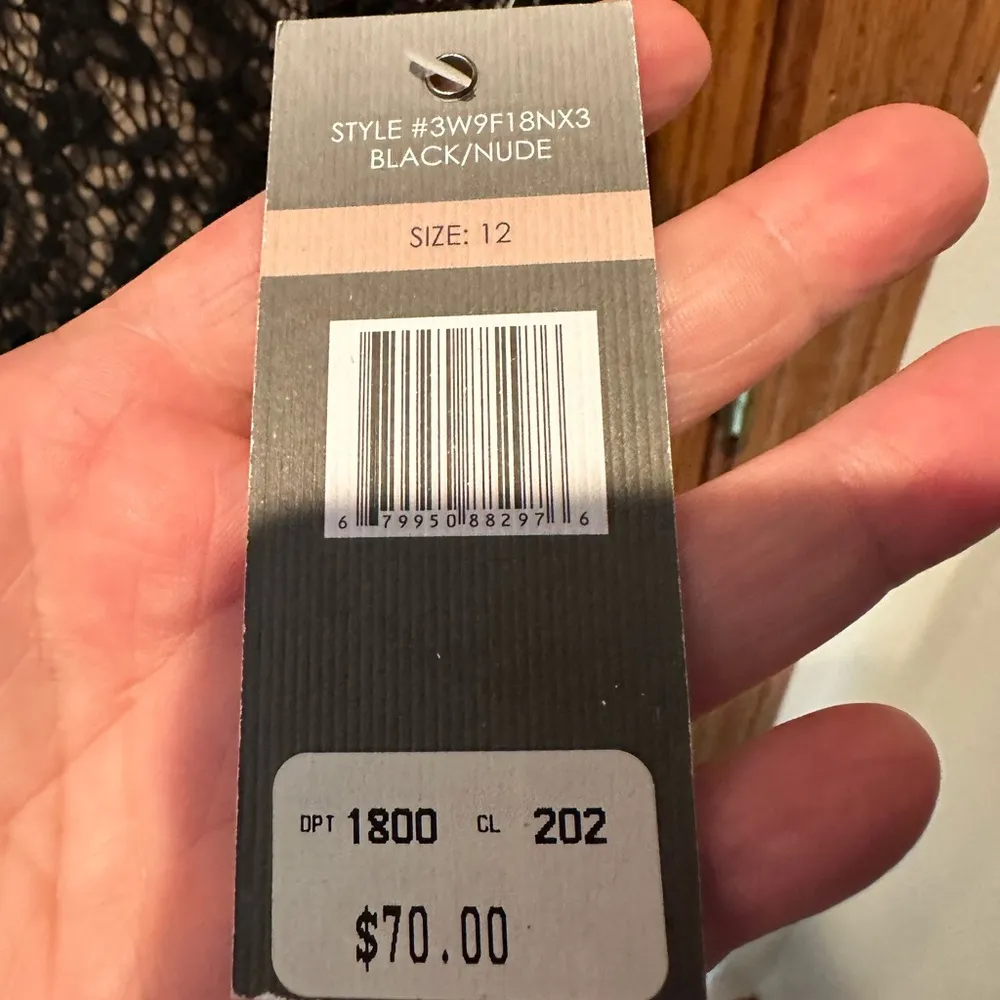 STYLE #3W9F18NX3
BLACK/NUDE
SIZE: 12
6 79950 88297 6
DPT 1800 CL 202
$70.00